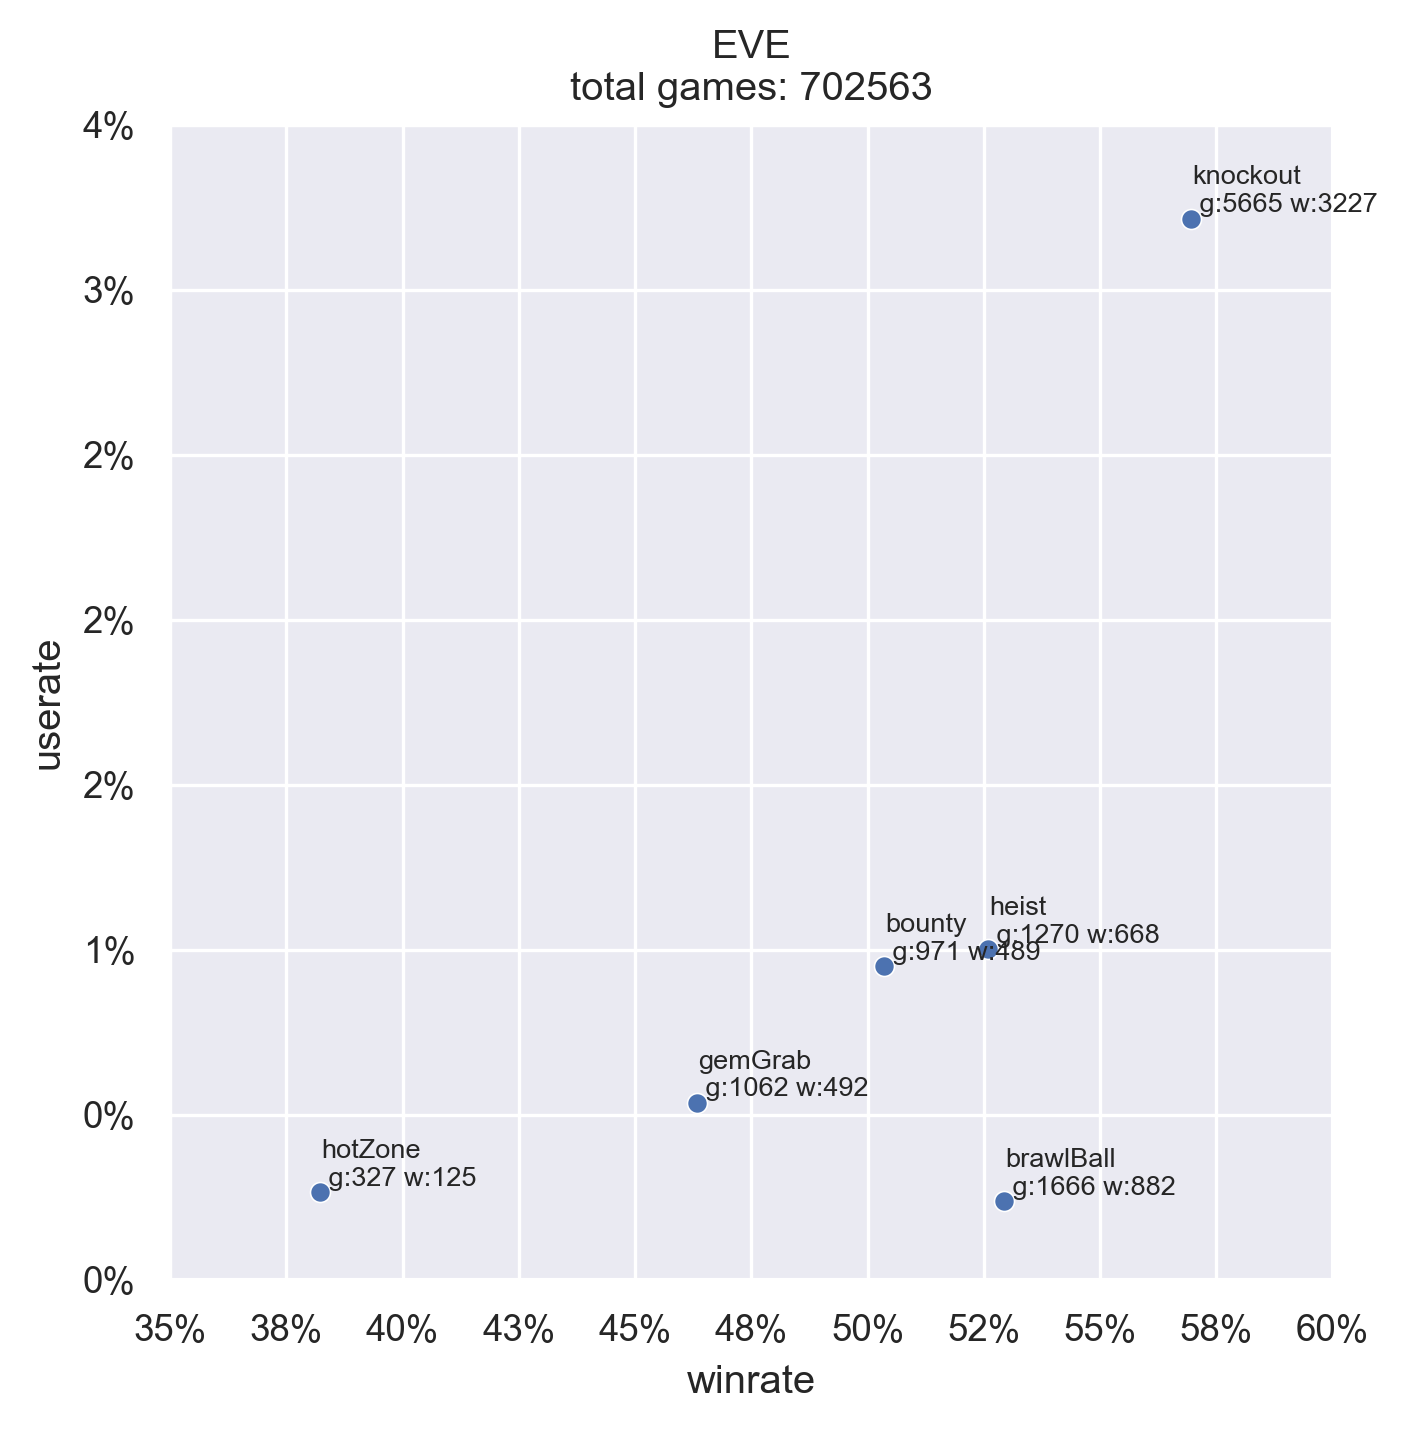 EVE
total games: 702563
4%
3%
2%
2%
2%
1%
0%
0%
userate
knockout
g:5665 w:3227
heist
g:1270 w:668
bounty
g:971 w:489
gemGrab
g:1062 w:492
hotZone
g:327 w:125
brawlBall
g:1666 w:882
35% 38% 40% 43% 45% 48% 50% 52% 55% 58% 60%
winrate